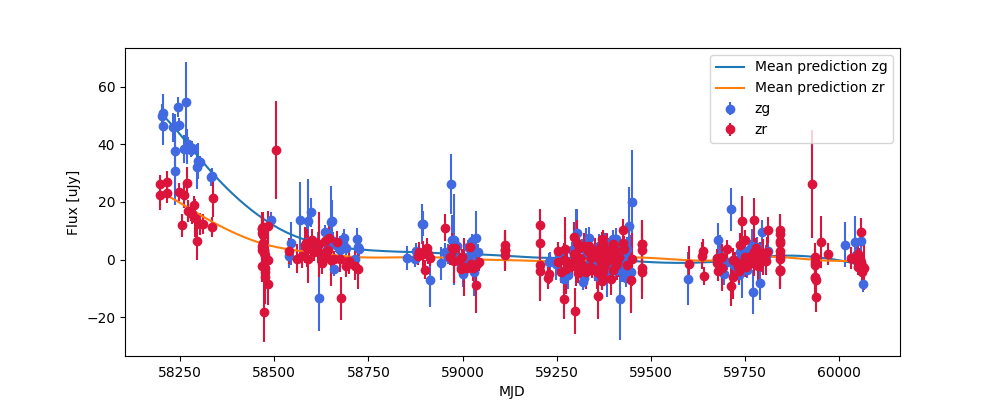 Mean prediction zg
Mean prediction zr
zg
zr
60
40
20
0
−20
Flux [uJy]
58250 58500 58750 59000 59250 59500 59750 60000
MJD